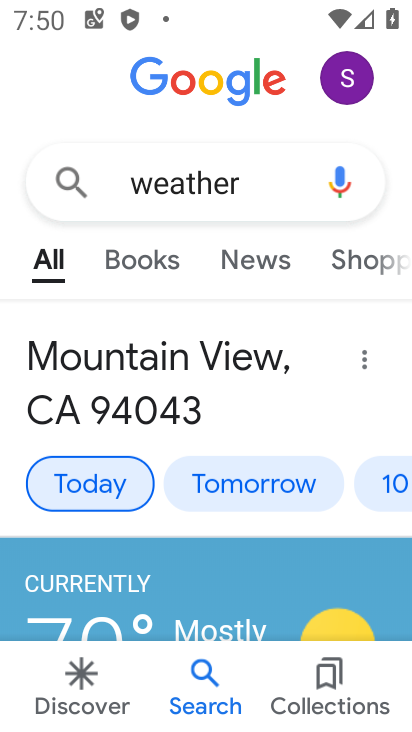 7:50
Google
S
weather
All Books News Shopp
Mountain View,
CA 94043
Today Tomorrow 10
CURRENTLY
70° Mostly
Discover Search Collections